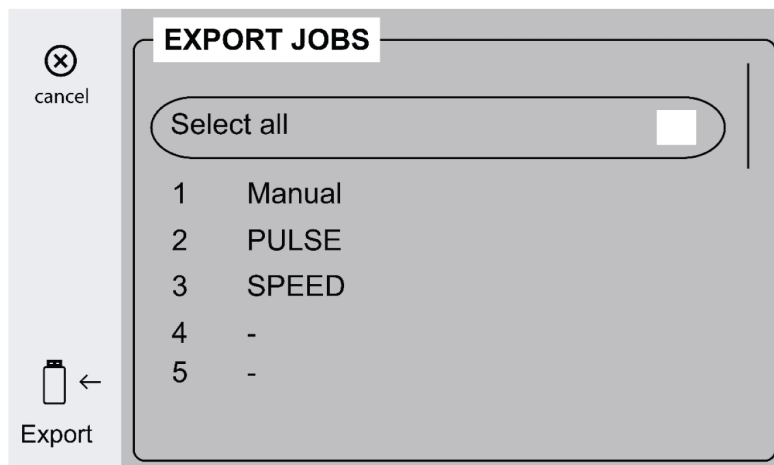 cancel
EXPORT JOBS
Select all
1 Manual
2 PULSE
3 SPEED
4 -
5 -
Export